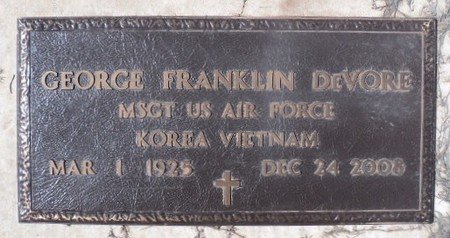 GEORGE FRANKLIN DeVORE
MSGT US AIR FORCE
KOREA VIETNAM
MAR 1 1925 DEC 24 2008